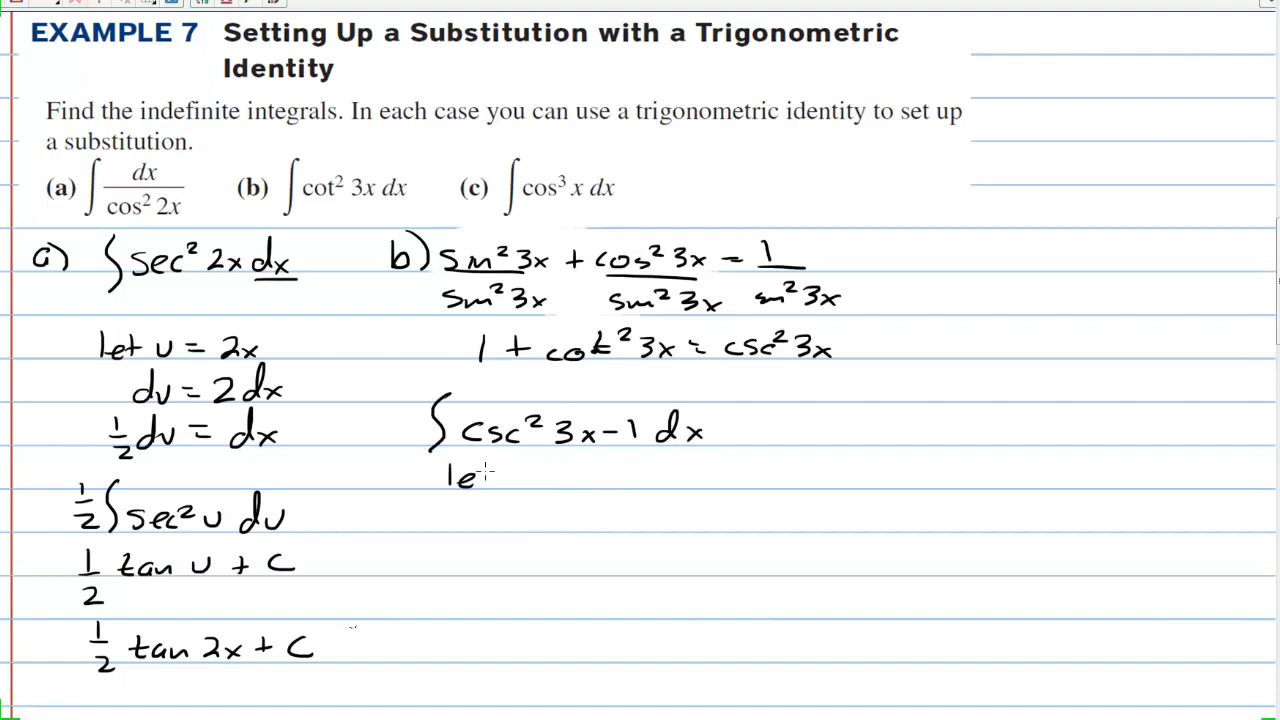 EXAMPLE 7 Setting Up a Substitution with a Trigonometric
Identity
Find the indefinite integrals. In each case you can use a trigonometric identity to set up
a substitution.
(a) ∫ dx / cos² 2x (b) ∫ cot² 3x dx (c) ∫ cos³ x dx
a) ∫ sec² 2x dx
let u = 2x
du = 2 dx
1/2 du = dx
1/2 ∫ sec² u du
1/2 tan u + C
1/2 tan 2x + C
b) sin² 3x / sin² 3x + cos² 3x / sin² 3x = 1 / sin² 3x
1 + cot² 3x = csc² 3x
∫ csc² 3x - 1 dx
le